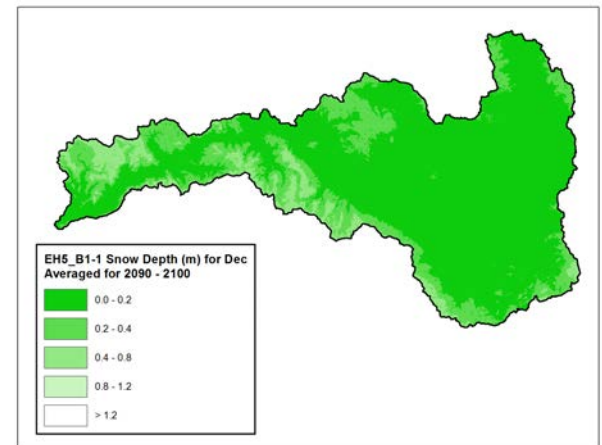 EH5_B1-1 Snow Depth (m) for Dec
Averaged for 2090 - 2100
0.0 - 0.2
0.2 - 0.4
0.4 - 0.8
0.8 - 1.2
> 1.2